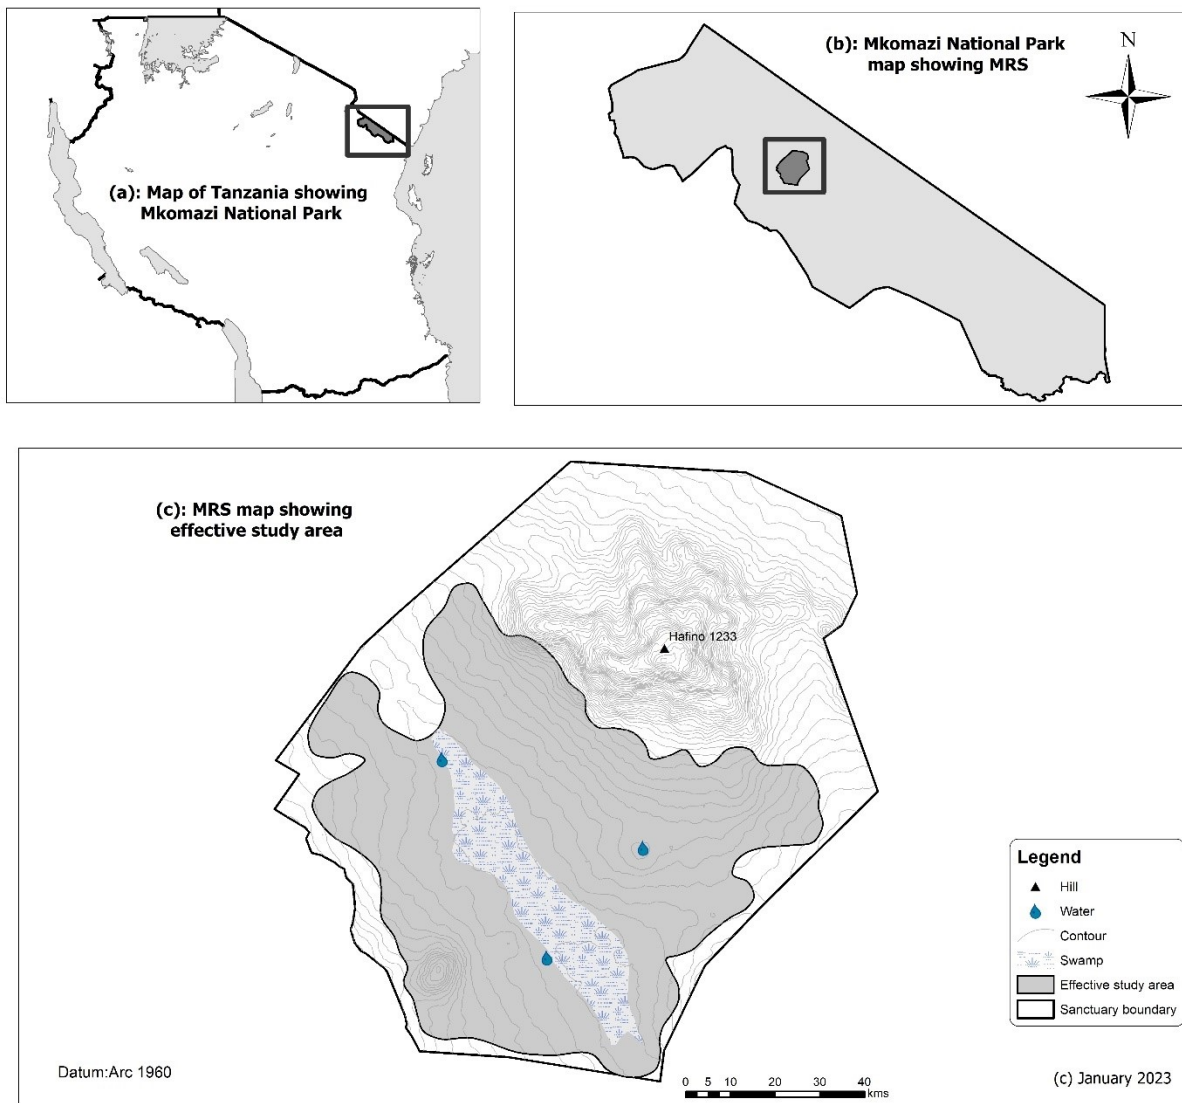 (a): Map of Tanzania showing
Mkomazi National Park
(b): Mkomazi National Park
map showing MRS
N
(c): MRS map showing
effective study area
Hafino 1233
Legend
Hill
Water
Contour
Swamp
Effective study area
Sanctuary boundary
Datum:Arc 1960
0 5 10 20 30 40
kms
(c) January 2023